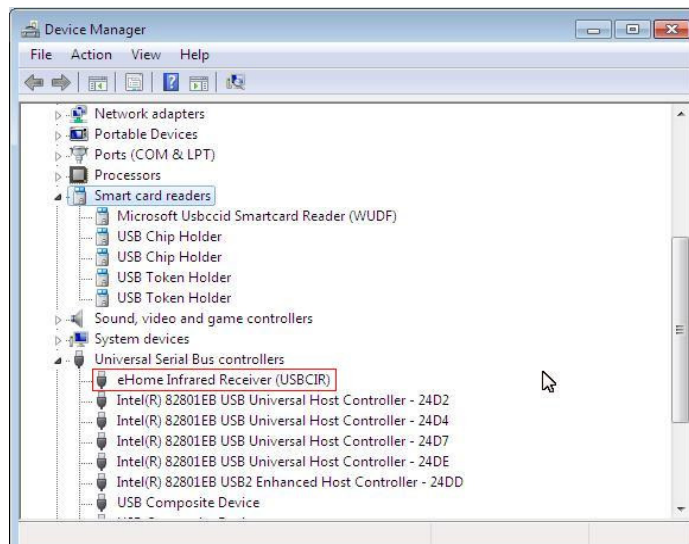 Device Manager
File Action View Help
Network adapters
Portable Devices
Ports (COM & LPT)
Processors
Smart card readers
Microsoft Usbccid Smartcard Reader (WUDF)
USB Chip Holder
USB Chip Holder
USB Token Holder
USB Token Holder
Sound, video and game controllers
System devices
Universal Serial Bus controllers
eHome Infrared Receiver (USBCIR)
Intel(R) 82801EB USB Universal Host Controller - 24D2
Intel(R) 82801EB USB Universal Host Controller - 24D4
Intel(R) 82801EB USB Universal Host Controller - 24D7
Intel(R) 82801EB USB Universal Host Controller - 24DE
Intel(R) 82801EB USB2 Enhanced Host Controller - 24DD
USB Composite Device